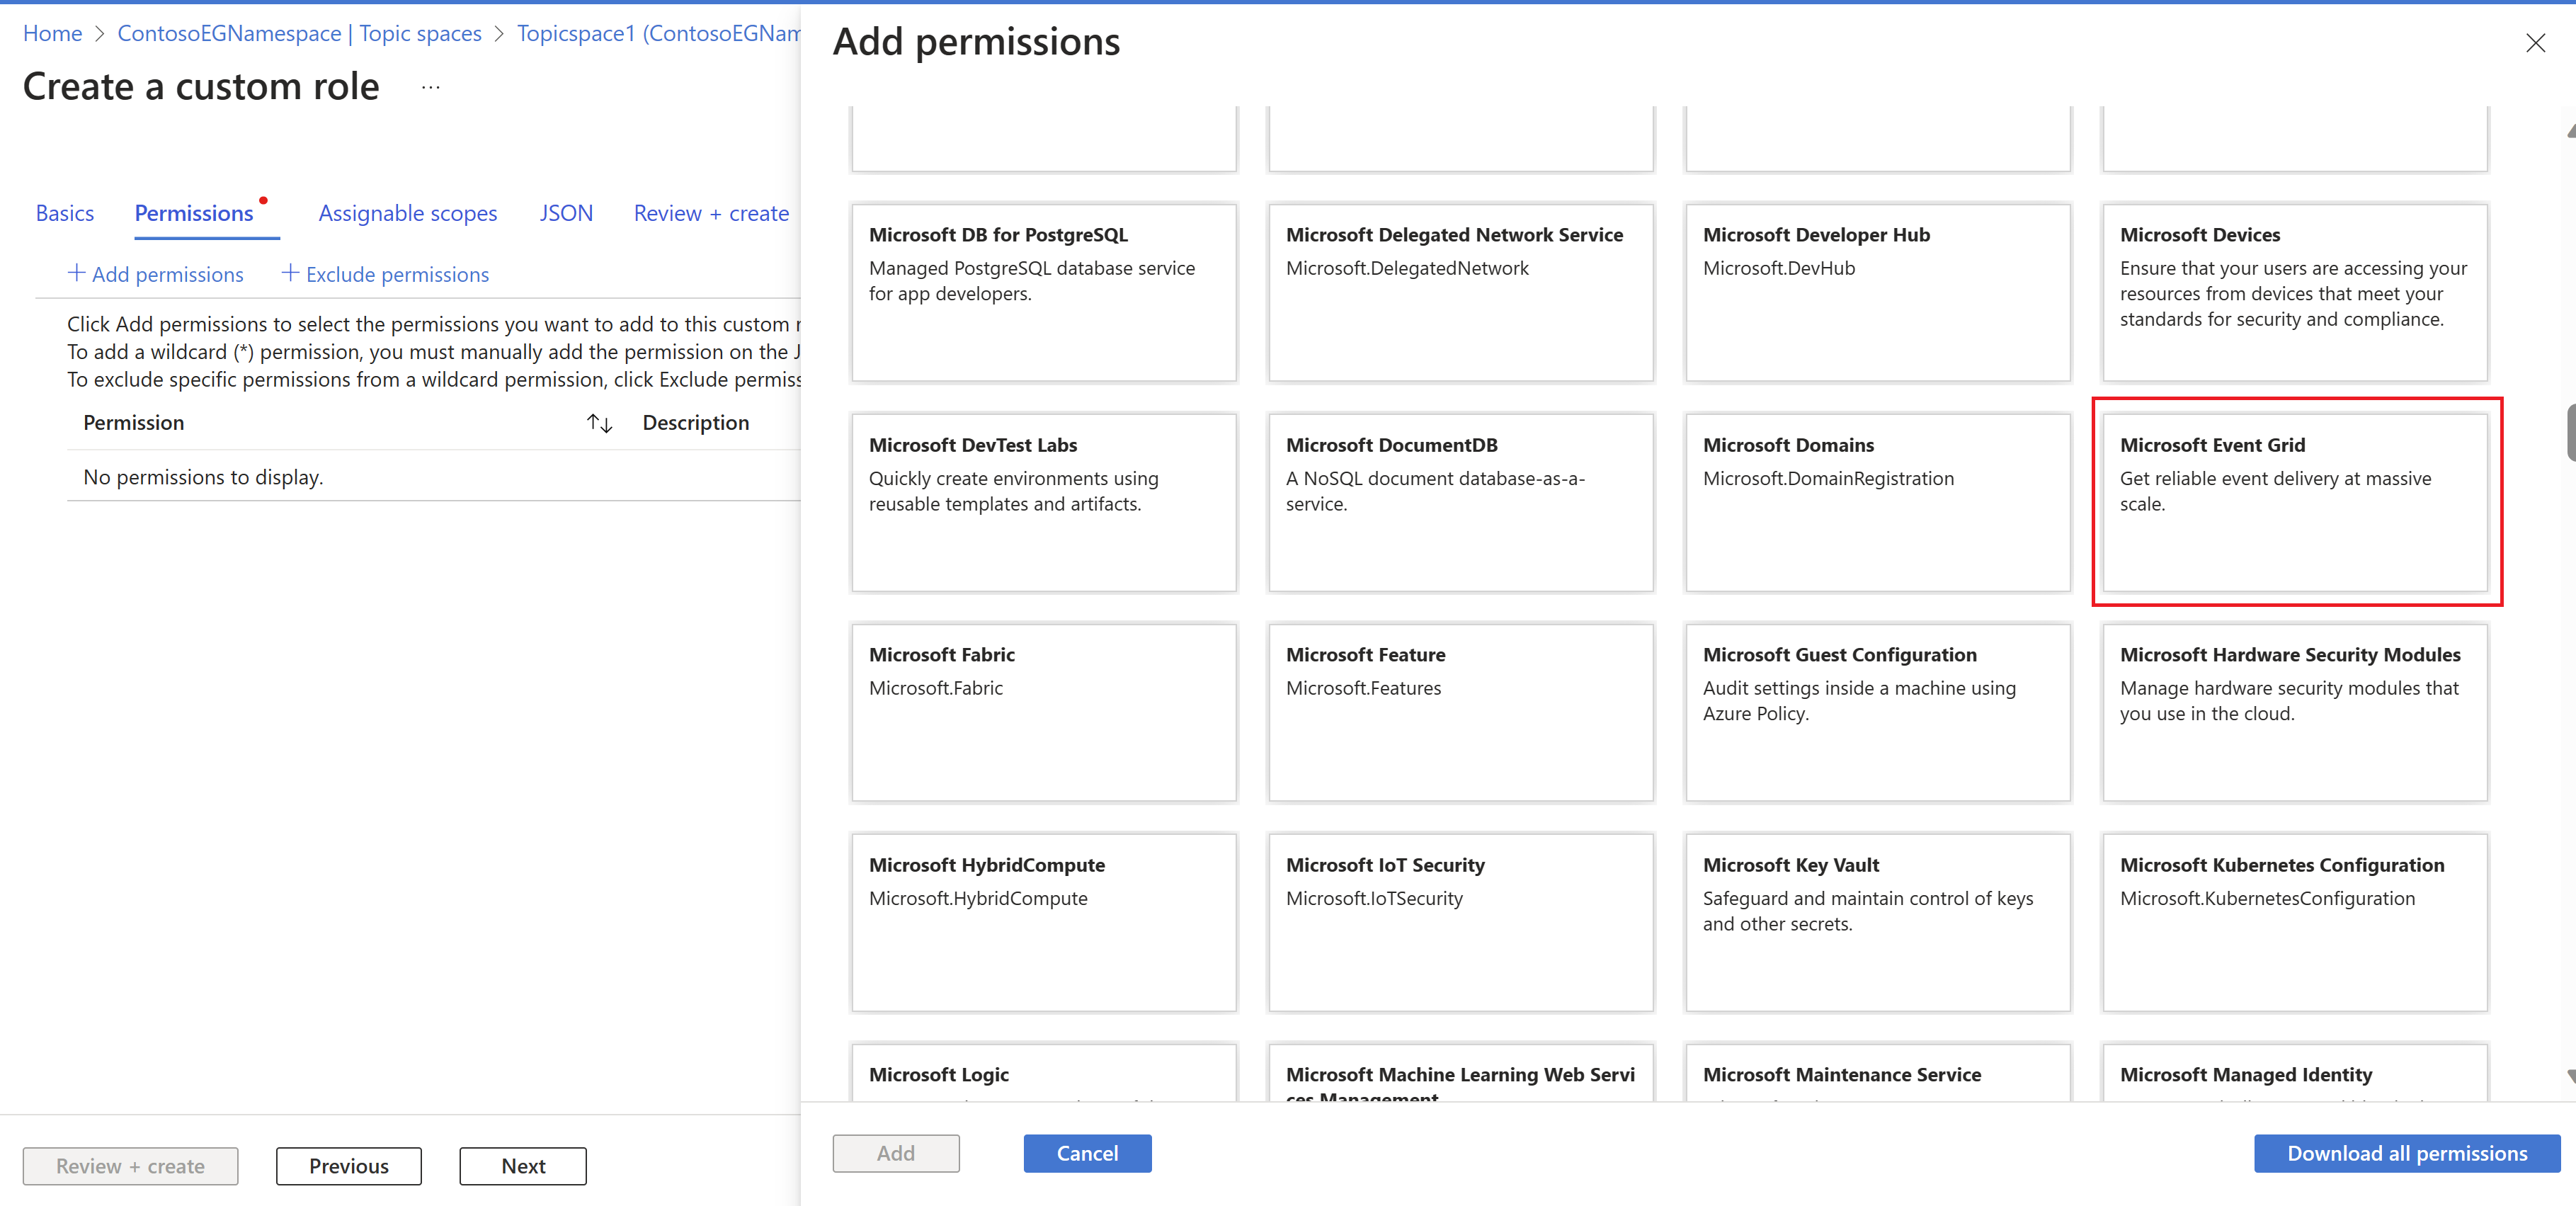 Home > ContosoEGNamespace | Topic spaces > Topicspace1 (ContosoEGNam
Create a custom role ...
Basics Permissions Assignable scopes JSON Review + create
+ Add permissions + Exclude permissions
Click Add permissions to select the permissions you want to add to this custom
To add a wildcard (*) permission, you must manually add the permission on the
To exclude specific permissions from a wildcard permission, click Exclude permiss
Permission ↑↓ Description
No permissions to display.
Review + create Previous Next
Add permissions
Microsoft DB for PostgreSQL
Managed PostgreSQL database service
for app developers.
Microsoft Delegated Network Service
Microsoft.DelegatedNetwork
Microsoft Developer Hub
Microsoft.DevHub
Microsoft Devices
Ensure that your users are accessing your
resources from devices that meet your
standards for security and compliance.
Microsoft DevTest Labs
Quickly create environments using
reusable templates and artifacts.
Microsoft DocumentDB
A NoSQL document database-as-a-
service.
Microsoft Domains
Microsoft.DomainRegistration
Microsoft Event Grid
Get reliable event delivery at massive
scale.
Microsoft Fabric
Microsoft.Fabric
Microsoft Feature
Microsoft.Features
Microsoft Guest Configuration
Audit settings inside a machine using
Azure Policy.
Microsoft Hardware Security Modules
Manage hardware security modules that
you use in the cloud.
Microsoft HybridCompute
Microsoft.HybridCompute
Microsoft IoT Security
Microsoft.IoTSecurity
Microsoft Key Vault
Safeguard and maintain control of keys
and other secrets.
Microsoft Kubernetes Configuration
Microsoft.KubernetesConfiguration
Microsoft Logic
Microsoft Machine Learning Web Servi
ces Management
Microsoft Maintenance Service
Microsoft Managed Identity
Add Cancel Download all permissions